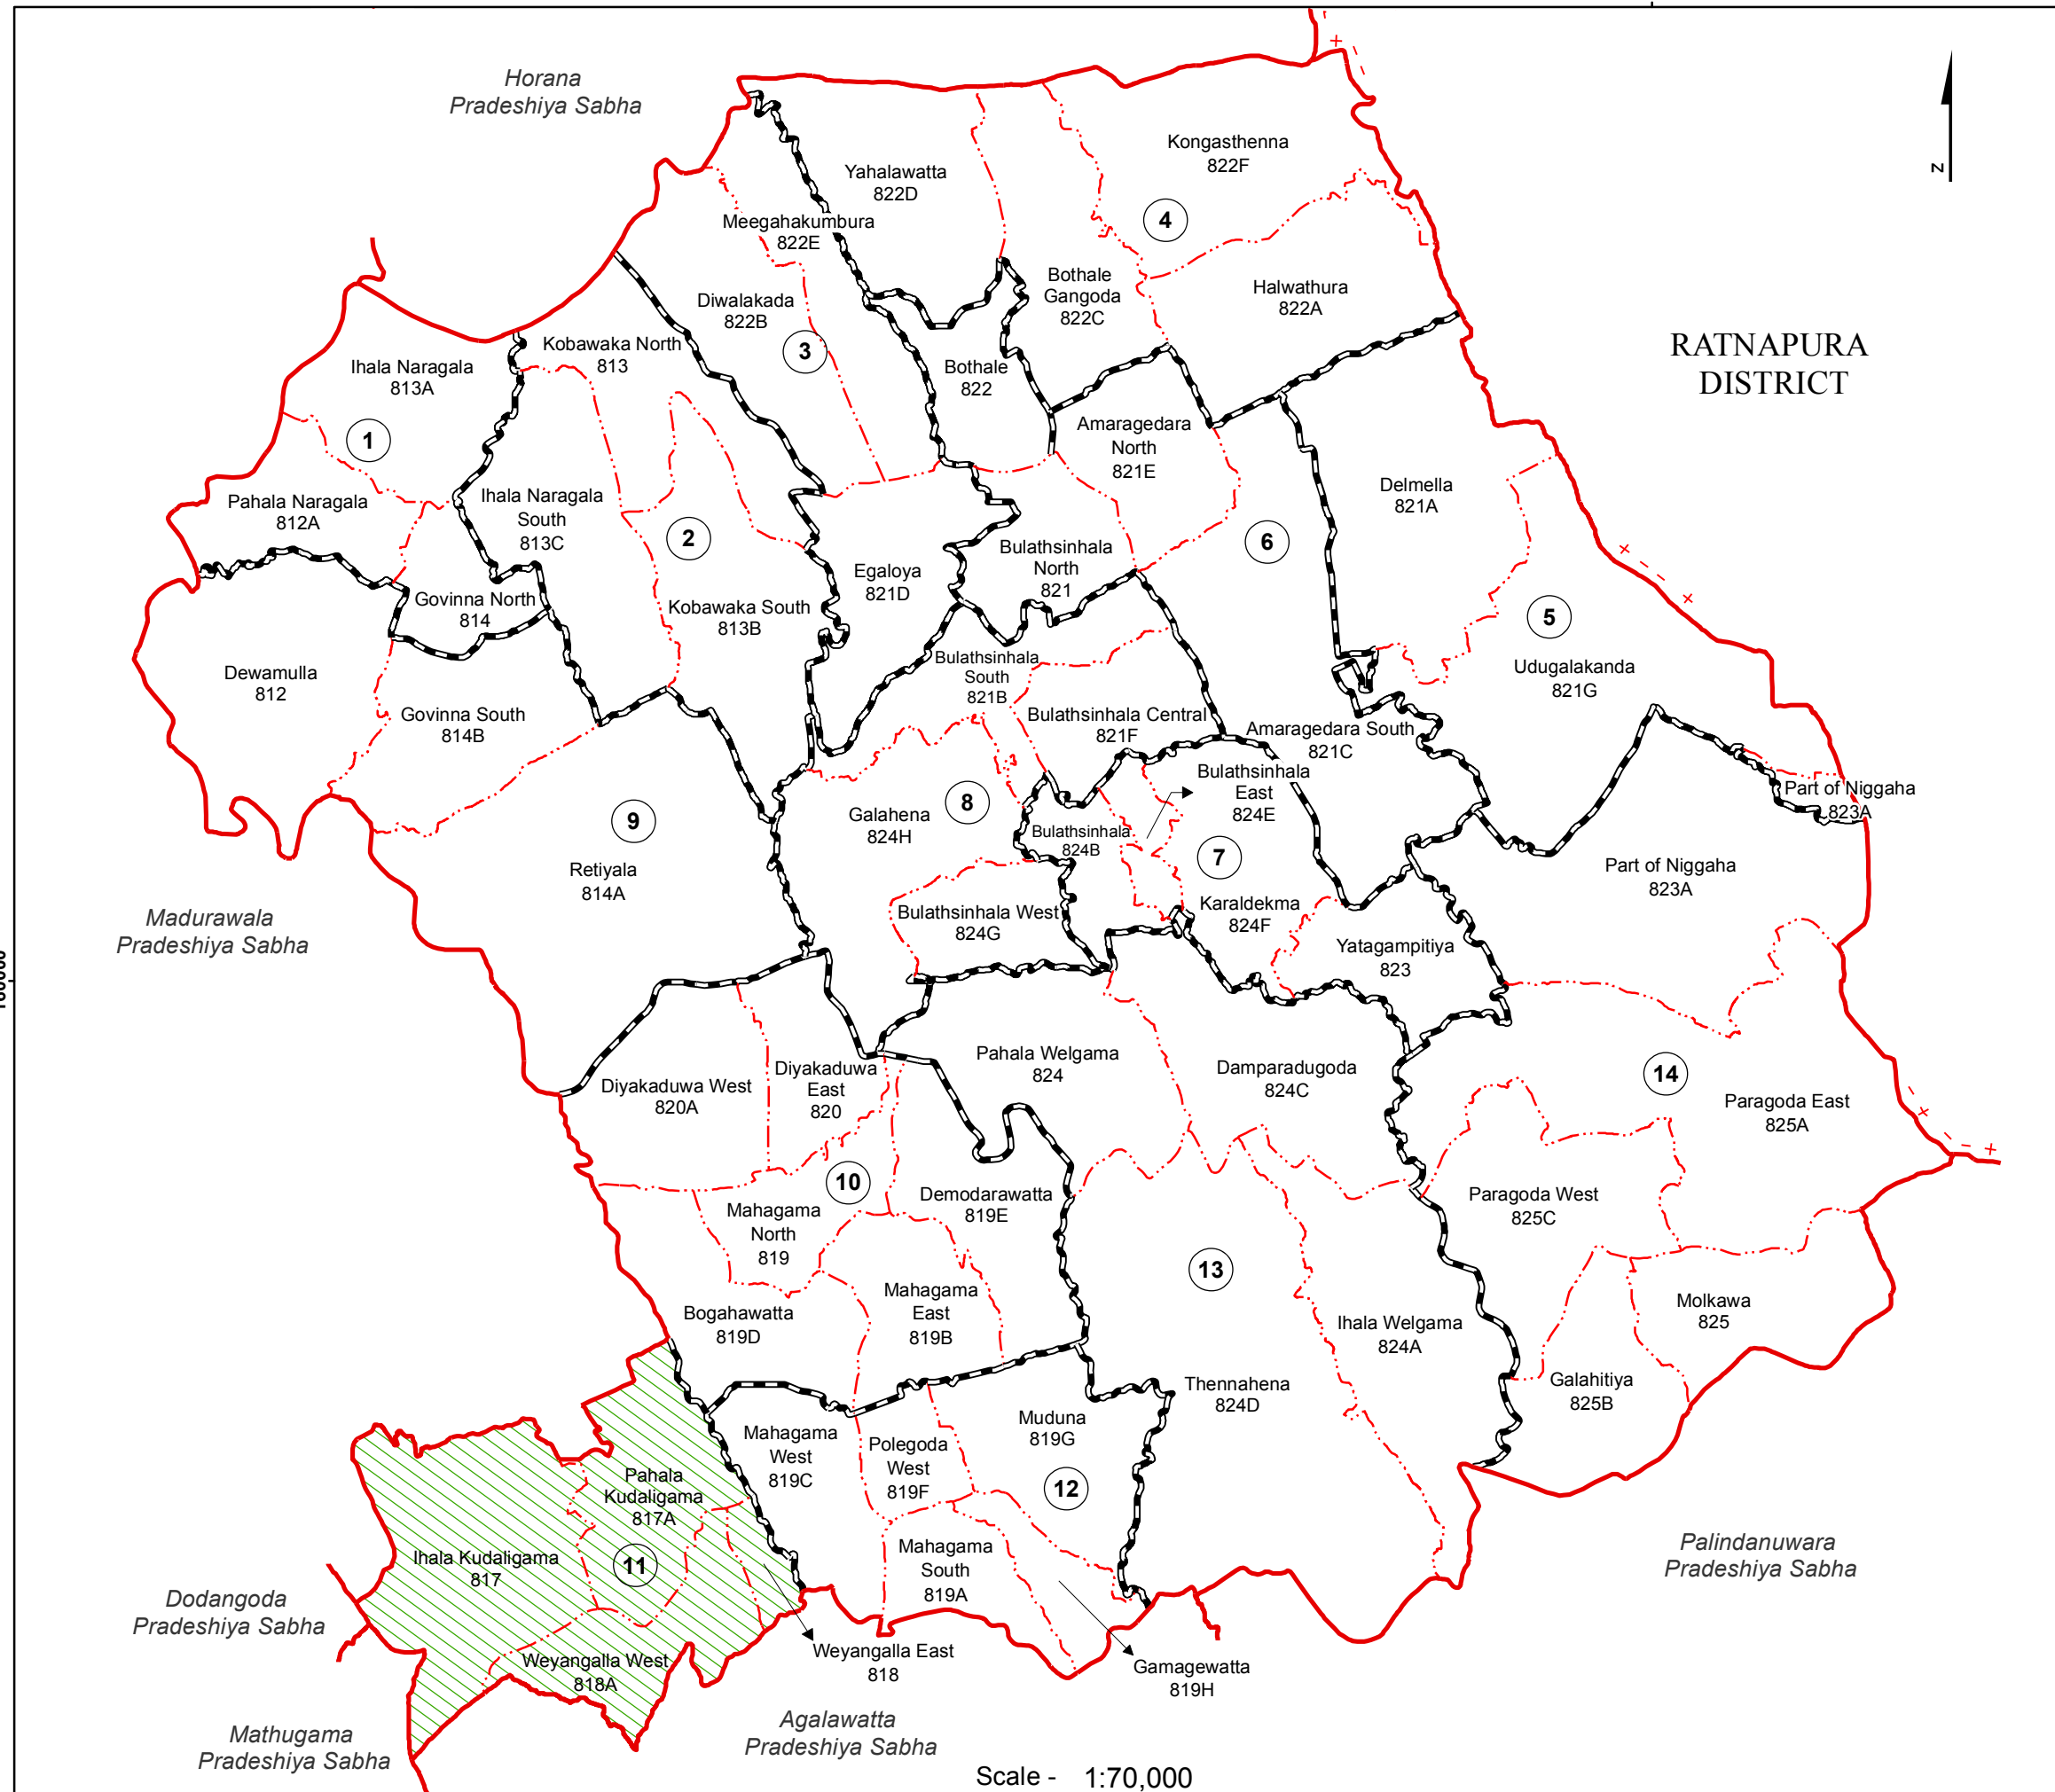 Horana
Pradeshiya Sabha
Kongasthenna
822F
Yahalawatta
822D
N
4
Meegahakumbura
822E
Bothale
Gangoda
822C
Halwathura
822A
Diwalakada
822B
RATNAPURA
DISTRICT
Kobawaka North
813
3
Ihala Naragala
813A
Bothale
822
1
Amaragedara
North
821E
Pahala Naragala
812A
Ihala Naragala
South
813C
Delmella
821A
2
6
Bulathsinhala
North
821
Egaloya
821D
Govinna North
814
Kobawaka South
813B
5
Dewamulla
812
Bulathsinhala
South
821B
Udugalakanda
821G
Govinna South
814B
Bulathsinhala Central
821F
Amaragedara South
821C
Bulathsinhala
East
824E
Part of Niggaha
823A
9
8
Galahena
824H
Bulathsinhala
824B
7
Retiyala
814A
Part of Niggaha
823A
Karaldekma
824F
Bulathsinhala West
824G
Madurawala
Pradeshiya Sabha
Yatagampitiya
823
Pahala Welgama
824
Damparadugoda
824C
14
Diyakaduwa West
820A
Diyakaduwa
East
820
Paragoda East
825A
10
Demodarawatta
819E
Paragoda West
825C
Mahagama
North
819
13
Mahagama
East
819B
Bogahawatta
819D
Ihala Welgama
824A
Molkawa
825
Thennahena
824D
Galahitiya
825B
Muduna
819G
Mahagama
West
819C
Polegoda
West
819F
12
Pahala
Kudaligama
817A
Palindanuwara
Pradeshiya Sabha
Ihala Kudaligama
817
11
Mahagama
South
819A
Dodangoda
Pradeshiya Sabha
Weyangalla East
818
Weyangalla West
818A
Gamagewatta
819H
Mathugama
Pradeshiya Sabha
Agalawatta
Pradeshiya Sabha
Scale - 1:70,000